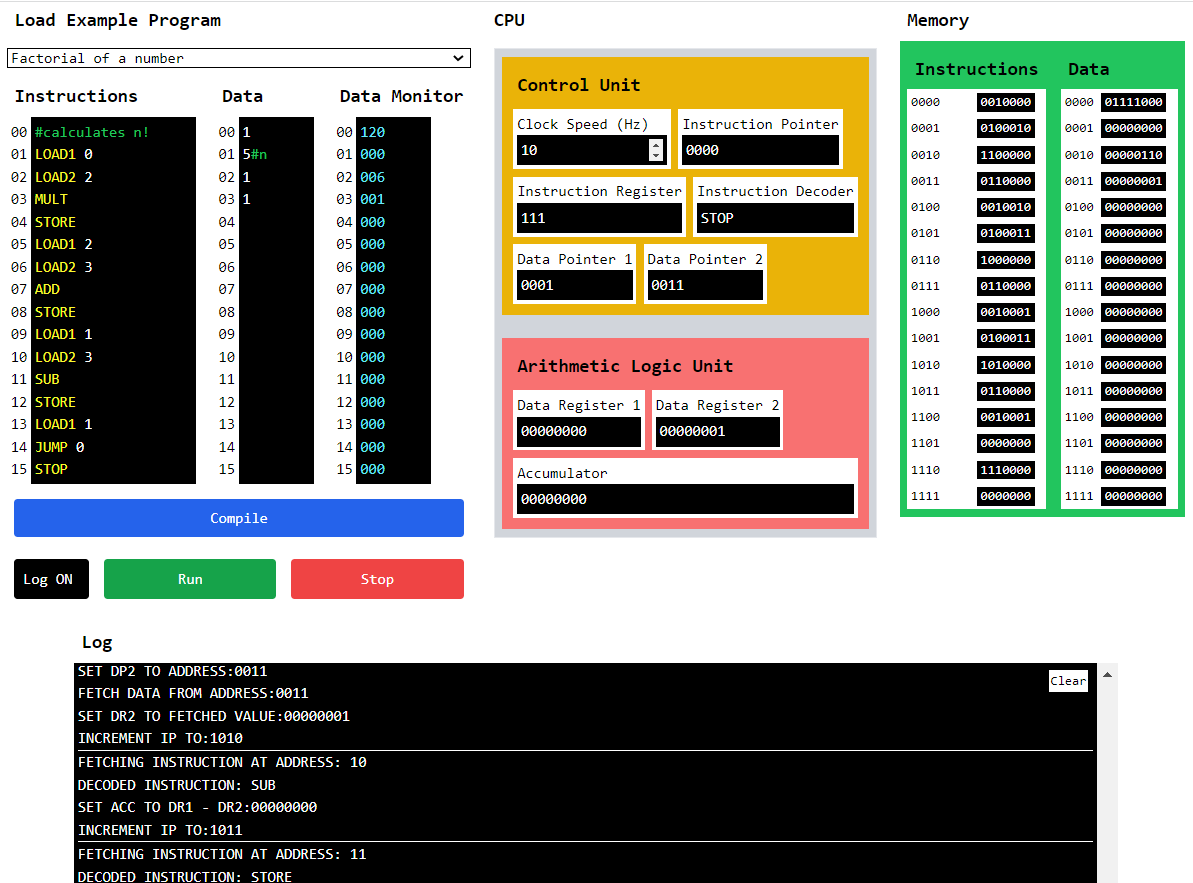 Load Example Program
Factorial of a number
Instructions
00 #calculates n!
01 LOAD1 0
02 LOAD2 2
03 MULT
04 STORE
05 LOAD1 2
06 LOAD2 3
07 ADD
08 STORE
09 LOAD1 1
10 LOAD2 3
11 SUB
12 STORE
13 LOAD1 1
14 JUMP 0
15 STOP
Data
00 1
01 5#n
02 1
03 1
04
05
06
07
08
09
10
11
12
13
14
15
Data Monitor
00 120
01 000
02 006
03 001
04 000
05 000
06 000
07 000
08 000
09 000
10 000
11 000
12 000
13 000
14 000
15 000
Compile
Log ON
Run
Stop
CPU
Control Unit
Clock Speed (Hz)
10
Instruction Pointer
0000
Instruction Register
111
Instruction Decoder
STOP
Data Pointer 1
0001
Data Pointer 2
0011
Arithmetic Logic Unit
Data Register 1
00000000
Data Register 2
00000001
Accumulator
00000000
Memory
Instructions
0000 0010000
0001 0100010
0010 1100000
0011 0110000
0100 0010010
0101 0100011
0110 1000000
0111 0110000
1000 0010001
1001 0100011
1010 1010000
1011 0110000
1100 0010001
1101 0000000
1110 1110000
1111 0000000
Data
0000 01111000
0001 00000000
0010 00000110
0011 00000001
0100 00000000
0101 00000000
0110 00000000
0111 00000000
1000 00000000
1001 00000000
1010 00000000
1011 00000000
1100 00000000
1101 00000000
1110 00000000
1111 00000000
Log
Clear
SET DP2 TO ADDRESS:0011
FETCH DATA FROM ADDRESS:0011
SET DR2 TO FETCHED VALUE:00000001
INCREMENT IP TO:1010
FETCHING INSTRUCTION AT ADDRESS: 10
DECODED INSTRUCTION: SUB
SET ACC TO DR1 - DR2:00000000
INCREMENT IP TO:1011
FETCHING INSTRUCTION AT ADDRESS: 11
DECODED INSTRUCTION: STORE